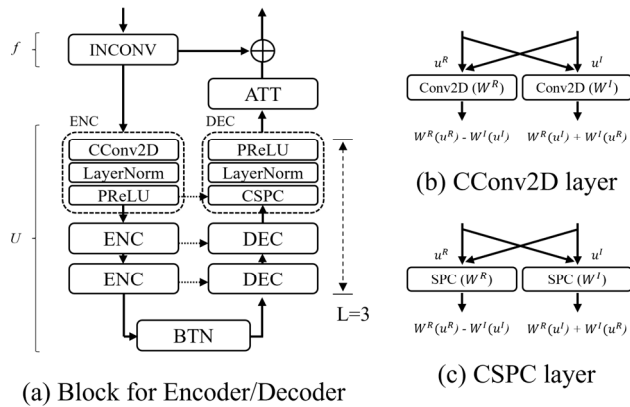 f
INCONV
ATT
ENC
DEC
CConv2D
LayerNorm
PReLU
PReLU
LayerNorm
CSPC
U
ENC
DEC
ENC
DEC
BTN
L=3
(a) Block for Encoder/Decoder
u^R
u^I
Conv2D (W^R)
Conv2D (W^I)
W^R(u^R) - W^I(u^I)
W^R(u^I) + W^I(u^R)
(b) CConv2D layer
u^R
u^I
SPC (W^R)
SPC (W^I)
W^R(u^R) - W^I(u^I)
W^R(u^I) + W^I(u^R)
(c) CSPC layer